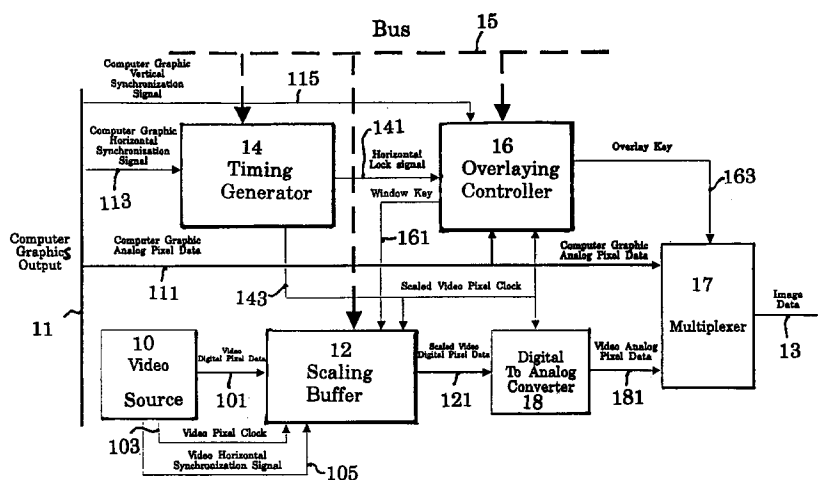 Bus
15
Computer Graphic
Vertical
Synchronization
Signal
115
Computer Graphic
Horizontal
Synchronization
Signal
113
14
Timing
Generator
141
Horizontal
Lock signal
16
Overlaying
Controller
Overlay Key
163
Window Key
161
Computer
Graphics
Output
Computer Graphic
Analog Pixel Data
111
143
Scaled Video Pixel Clock
Computer Graphic
Analog Pixel Data
17
Multiplexer
Image
Data
13
11
10
Video
Source
Video
Digital Pixel Data
101
12
Scaling
Buffer
Scaled Video
Digital Pixel Data
121
Digital
To Analog
Converter
18
Video Analog
Pixel Data
181
103
Video Pixel Clock
Video Horizontal
Synchronization Signal
105